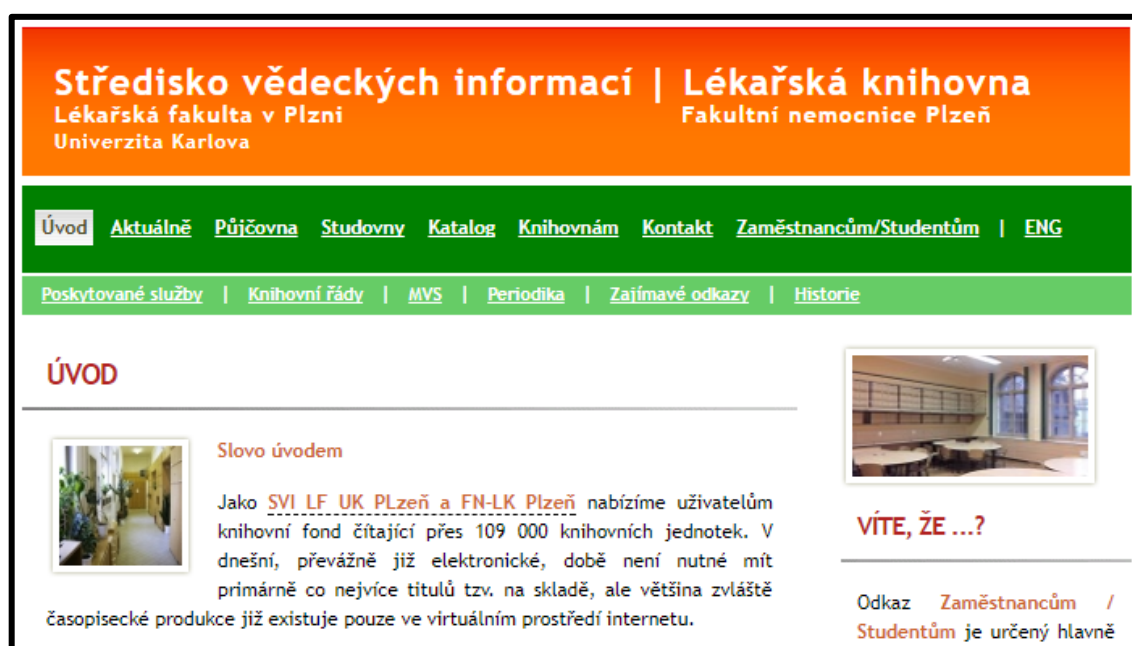 Středisko vědeckých informací | Lékařská knihovna
Lékařská fakulta v Plzni Fakultní nemocnice Plzeň
Univerzita Karlova
Úvod Aktuálně Půjčovna Studovny Katalog Knihovnám Kontakt Zaměstnancům/Studentům | ENG
Poskytované služby | Knihovní řády | MVS | Periodika | Zajímavé odkazy | Historie
ÚVOD
Slovo úvodem
Jako SVI LF UK PLzeň a FN-LK Plzeň nabízíme uživatelům
knihovní fond čítající přes 109 000 knihovních jednotek. V
dnešní, převážně již elektronické, době není nutné mít
primárně co nejvíce titulů tzv. na skladě, ale většina zvláště
časopisecké produkce již existuje pouze ve virtuálním prostředí internetu.
VÍTE, ŽE ...?
Odkaz Zaměstnancům /
Studentům je určený hlavně